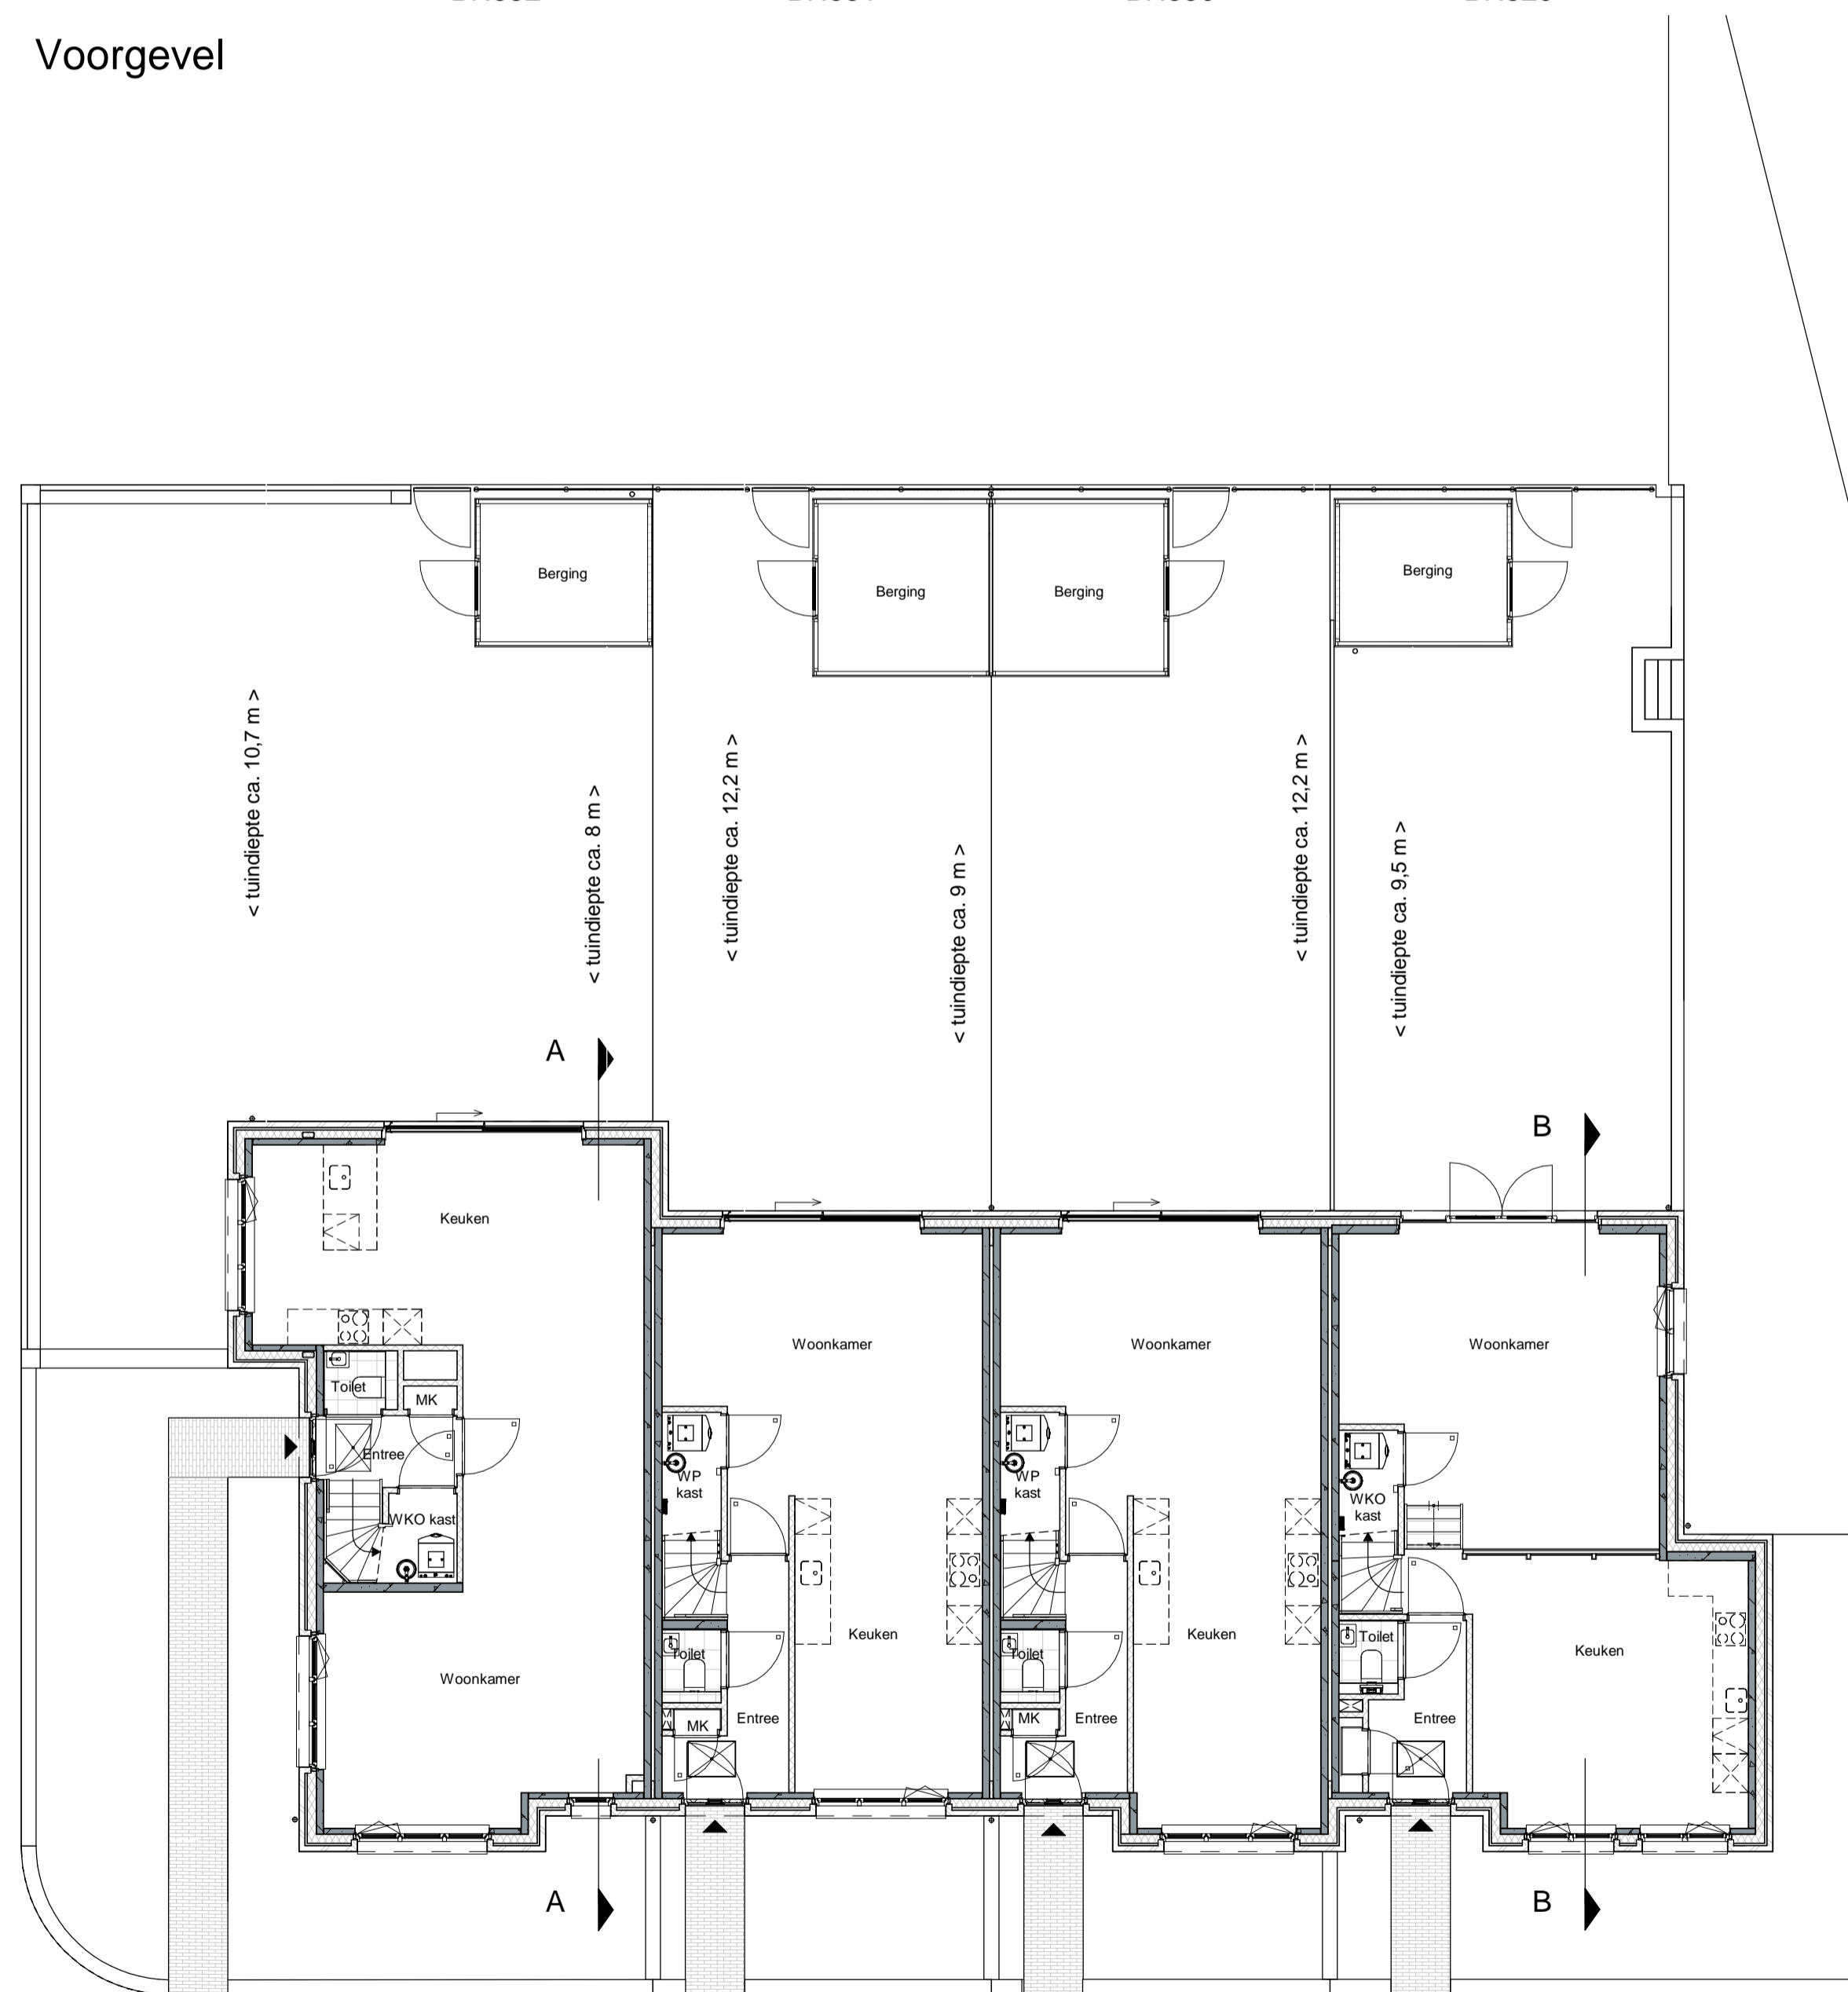 Voorgevel
Berging
Berging
Berging
Berging
< tuindiepte ca. 10,7 m >
< tuindiepte ca. 8 m >
< tuindiepte ca. 12,2 m >
< tuindiepte ca. 9 m >
< tuindiepte ca. 12,2 m >
< tuindiepte ca. 9,5 m >
A
B
Keuken
Woonkamer
Woonkamer
Woonkamer
Toilet
MK
Entree
WKO kast
WP
kast
WP
kast
WKO
kast
Woonkamer
Toilet
Keuken
Toilet
Keuken
Toilet
Keuken
MK
Entree
MK
Entree
Entree
A
B